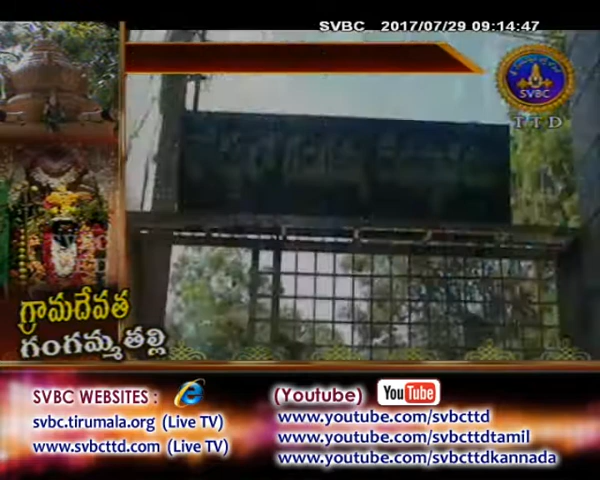 SVBC 2017/07/29 09:14:47
SVBC
TTD
గ్రామదేవత
గంగమ్మతల్లి
SVBC WEBSITES :
svbc.tirumala.org (Live TV)
www.svbcttd.com (Live TV)
(Youtube) YouTube
www.youtube.com/svbcttd
www.youtube.com/svbcttdtamil
www.youtube.com/svbcttdkannada